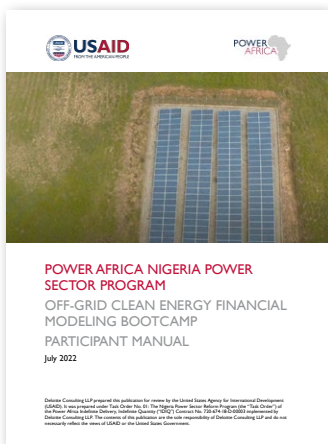 USAID
FROM THE AMERICAN PEOPLE
POWER
AFRICA
POWER AFRICA NIGERIA POWER
SECTOR PROGRAM
OFF-GRID CLEAN ENERGY FINANCIAL
MODELING BOOTCAMP
PARTICIPANT MANUAL
July 2022
Deloitte Consulting LLP prepared this publication for review by the United States Agency for International Development
(USAID). It was prepared under Task Order No. 01: The Nigeria Power Sector Reform Program (the “Task Order”) of
the Power Africa Indefinite Delivery, Indefinite Quantity (“IDIQ”) Contract No. 720-674-18-D-00003 implemented by
Deloitte Consulting LLP. The contents of this publication are the sole responsibility of Deloitte Consulting LLP and do not
necessarily reflect the views of USAID or the United States Government.